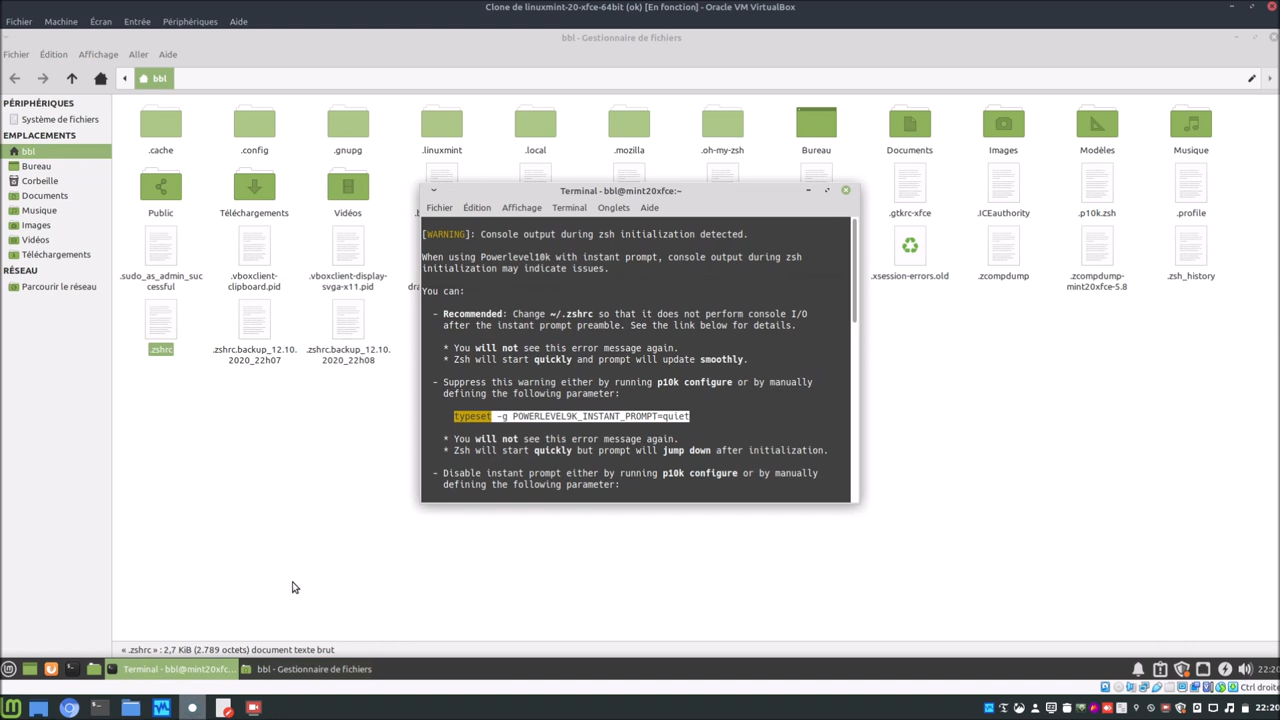 Clone de linuxmint-20-xfce-64bit (ok) [En fonction] - Oracle VM VirtualBox
Fichier Machine Écran Entrée Périphériques Aide
bbl - Gestionnaire de fichiers
Fichier Édition Affichage Aller Aide
bbl
PÉRIPHÉRIQUES
Système de fichiers
EMPLACEMENTS
bbl
Bureau
Corbeille
Documents
Musique
Images
Vidéos
Téléchargements
RÉSEAU
Parcourir le réseau
.cache .config .gnupg .linuxmint .local .mozilla .oh-my-zsh Bureau Documents Images Modèles Musique
Public Téléchargements Vidéos .gtkrc-xfce .ICEauthority .p10k.zsh .profile
.sudo_as_admin_suc
cessful
.vboxclient-
clipboard.pid
.vboxclient-display-
svga-x11.pid
.xsession-errors.old .zcompdump
.zcompdump-
mint20xfce-5.8
.zsh_history
.zshrc
.zshrc.backup_12.10.
2020_22h07
.zshrc.backup_12.10.
2020_22h08
Terminal - bbl@mint20xfce:~
Fichier Édition Affichage Terminal Onglets Aide
[WARNING]: Console output during zsh initialization detected.
When using Powerlevel10k with instant prompt, console output during zsh
initialization may indicate issues.
You can:
- Recommended: Change ~/.zshrc so that it does not perform console I/O
after the instant prompt preamble. See the link below for details.
* You will not see this error message again.
* Zsh will start quickly and prompt will update smoothly.
- Suppress this warning either by running p10k configure or by manually
defining the following parameter:
typeset -g POWERLEVEL9K_INSTANT_PROMPT=quiet
* You will not see this error message again.
* Zsh will start quickly but prompt will jump down after initialization.
- Disable instant prompt either by running p10k configure or by manually
defining the following parameter:
« .zshrc » : 2,7 KiB (2.789 octets) document texte brut
Terminal - bbl@mint20xfc... bbl - Gestionnaire de fichiers 22:20
Ctrl droite
22:20